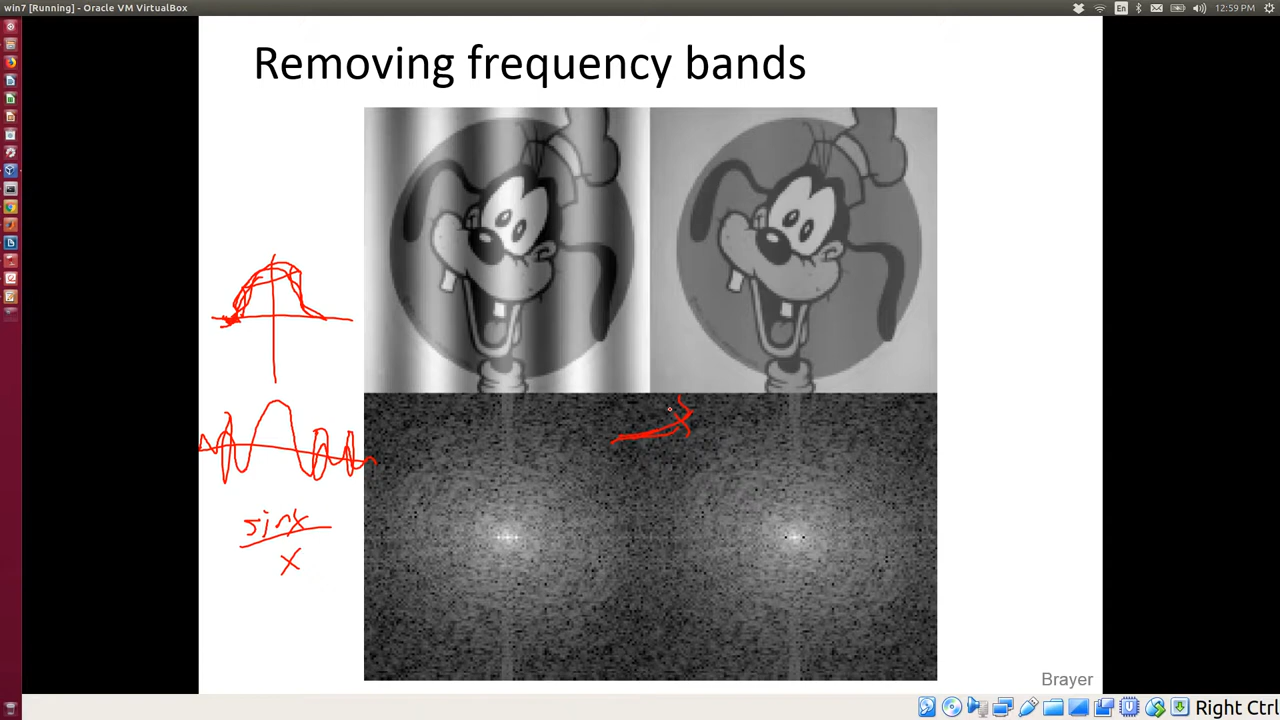 win7 [Running] - Oracle VM VirtualBox
En
12:59 PM
Removing frequency bands
sinx
x
Brayer
Right Ctrl